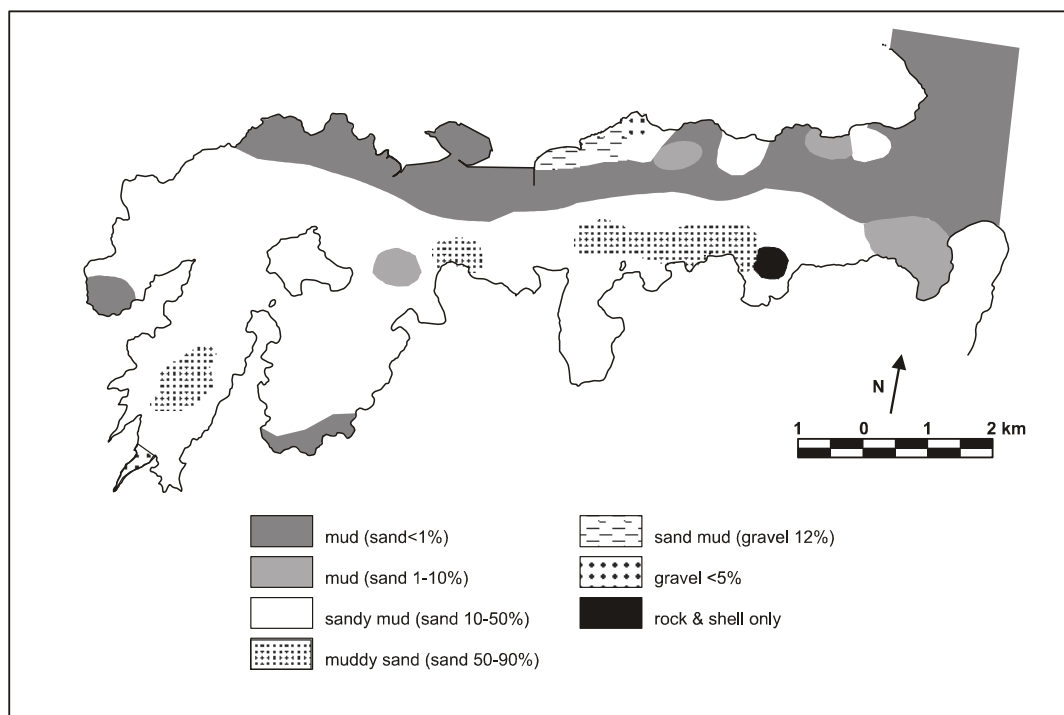 N
1 0 1 2 km
mud (sand<1%)
mud (sand 1-10%)
sandy mud (sand 10-50%)
muddy sand (sand 50-90%)
sand mud (gravel 12%)
gravel <5%
rock & shell only